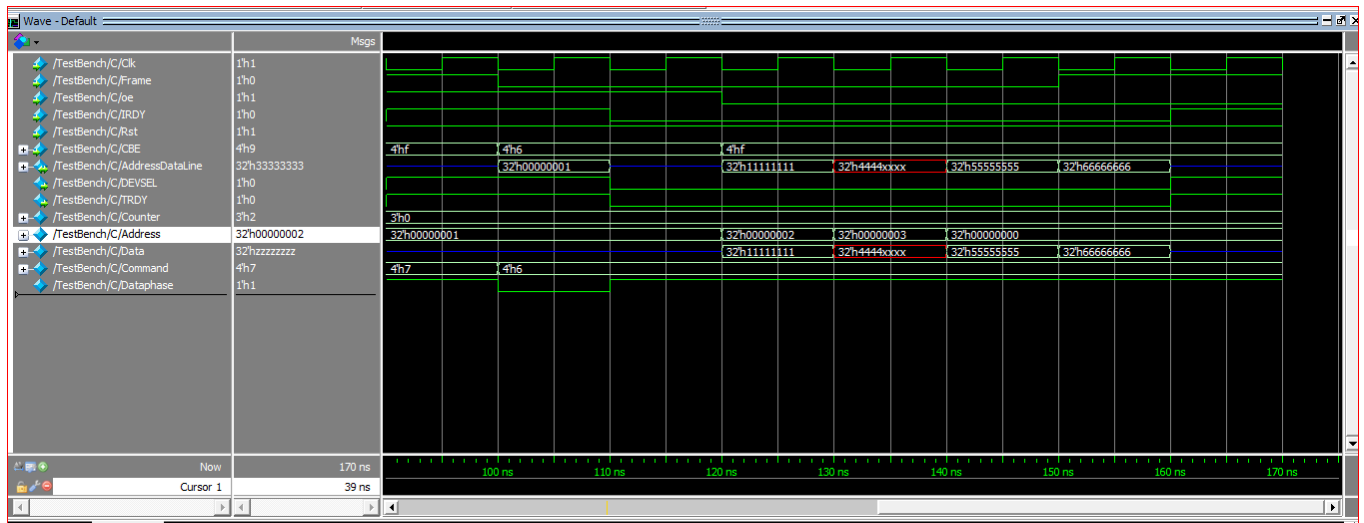 Wave - Default
Msgs
/TestBench/C/Clk 1'h1
/TestBench/C/Frame 1'h0
/TestBench/C/oe 1'h1
/TestBench/C/IRDY 1'h0
/TestBench/C/Rst 1'h1
/TestBench/C/CBE 4'h9 4'hf 4'h6 4'hf
/TestBench/C/AddressDataLine 32'h33333333 32'h00000001 32'h11111111 32'h4444xxxx 32'h55555555 32'h66666666
/TestBench/C/DEVSEL 1'h0
/TestBench/C/TRDY 1'h0
/TestBench/C/Counter 3'h2 3'h0
/TestBench/C/Address 32'h00000002 32'h00000001 32'h00000002 32'h00000003 32'h00000000
/TestBench/C/Data 32'hzzzzzzzz 32'h11111111 32'h4444xxxx 32'h55555555 32'h66666666
/TestBench/C/Command 4'h7 4'h7 4'h6
/TestBench/C/Dataphase 1'h1
Now 170 ns 100 ns 110 ns 120 ns 130 ns 140 ns 150 ns 160 ns 170 ns
Cursor 1 39 ns